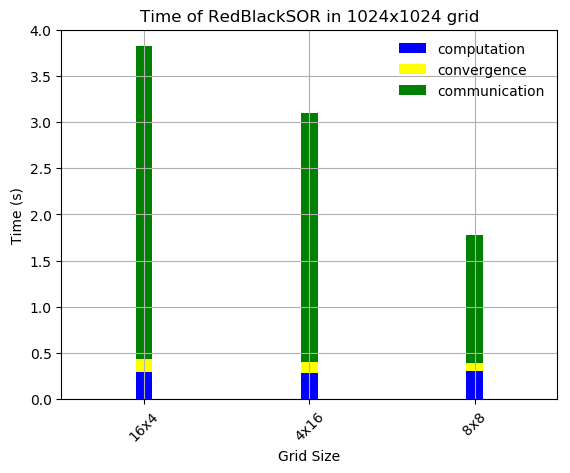 Time of RedBlackSOR in 1024x1024 grid
computation
convergence
communication
Time (s)
4.0
3.5
3.0
2.5
2.0
1.5
1.0
0.5
0.0
16x4
4x16
8x8
Grid Size